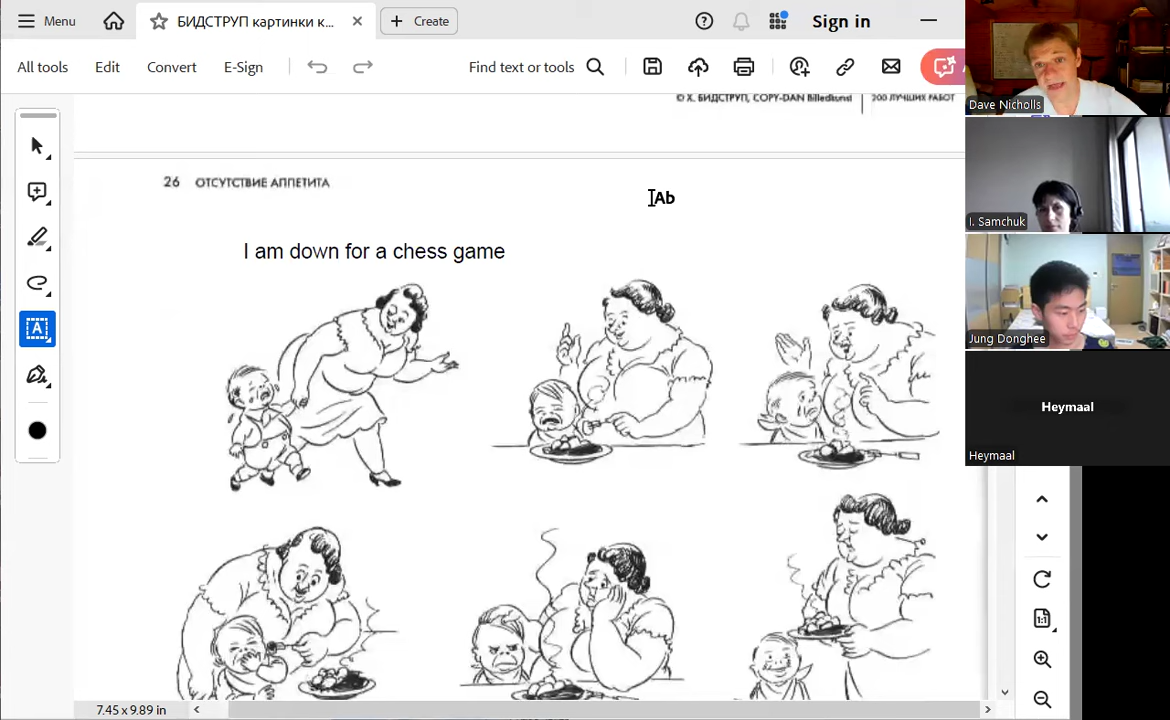 Menu
БИДСТРУП картинки к...
Create
Sign in
All tools
Edit
Convert
E-Sign
Find text or tools
© Х. БИДСТРУП, COPY-DAN Billedkunst
200 ЛУЧШИХ РАБОТ
26 ОТСУТСТВИЕ АППЕТИТА
Ab
I am down for a chess game
A
1:1
7.45 x 9.89 in
Dave Nicholls
I. Samchuk
Jung Donghee
Heymaal
Heymaal